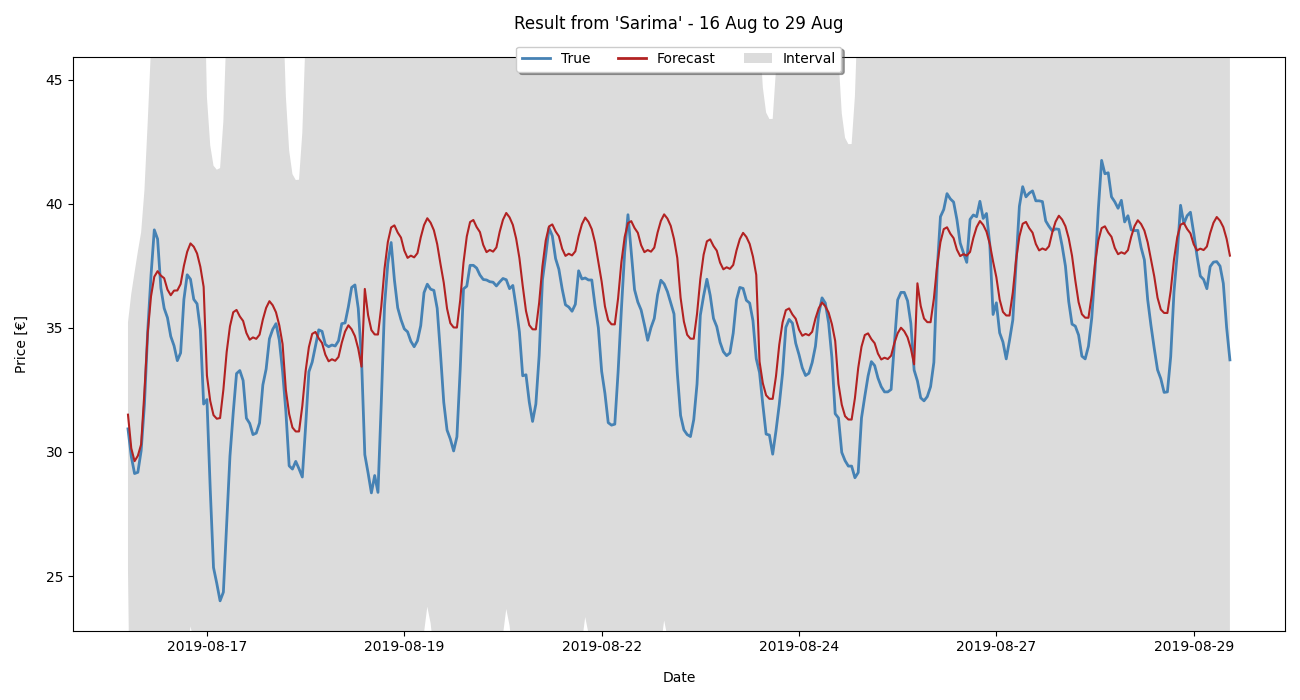 Result from 'Sarima' - 16 Aug to 29 Aug
True Forecast Interval
45
40
35
30
25
Price [€]
2019-08-17 2019-08-19 2019-08-22 2019-08-24 2019-08-27 2019-08-29
Date